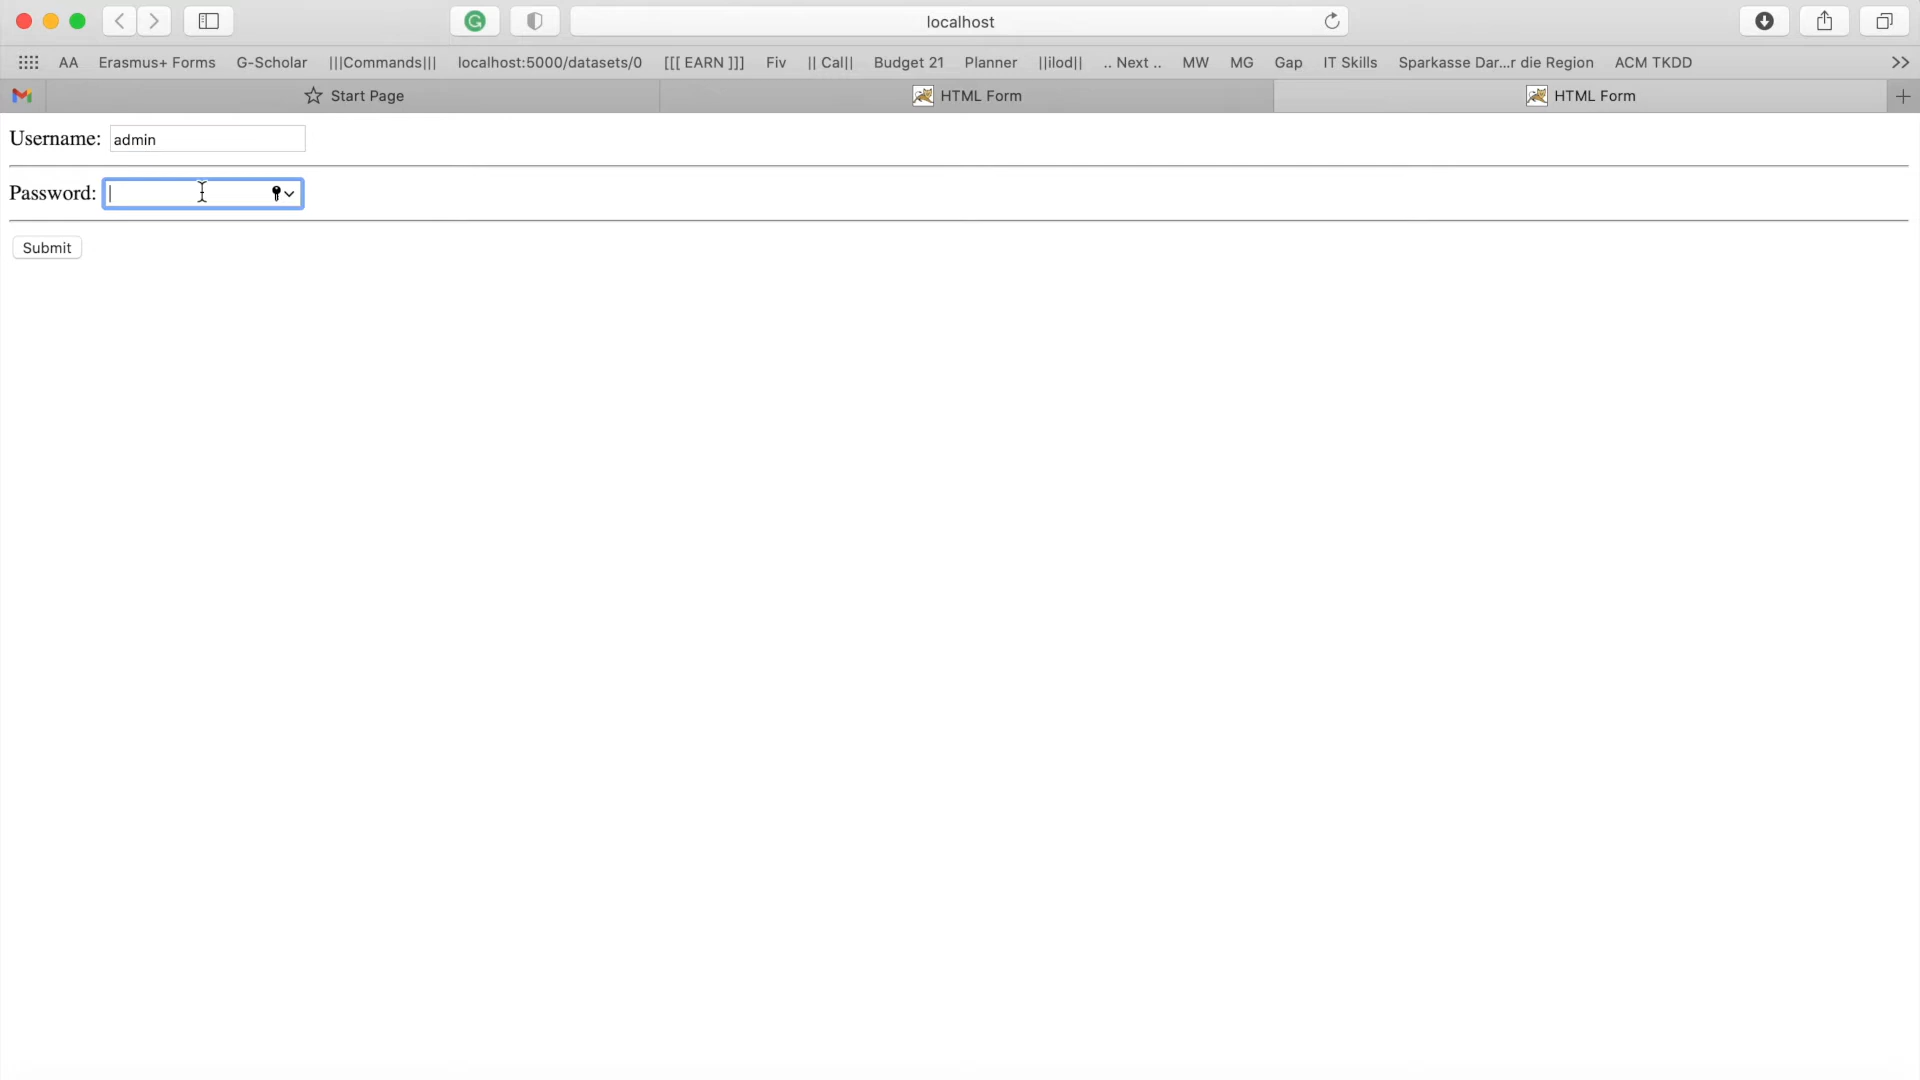 localhost
AA Erasmus+ Forms G-Scholar |||Commands||| localhost:5000/datasets/0 [[[ EARN ]]] Fiv || Cal|| Budget 21 Planner ||ilod|| .. Next .. MW MG Gap IT Skills Sparkasse Dar...r die Region ACM TKDD
Start Page HTML Form HTML Form
Username: admin
Password:
Submit